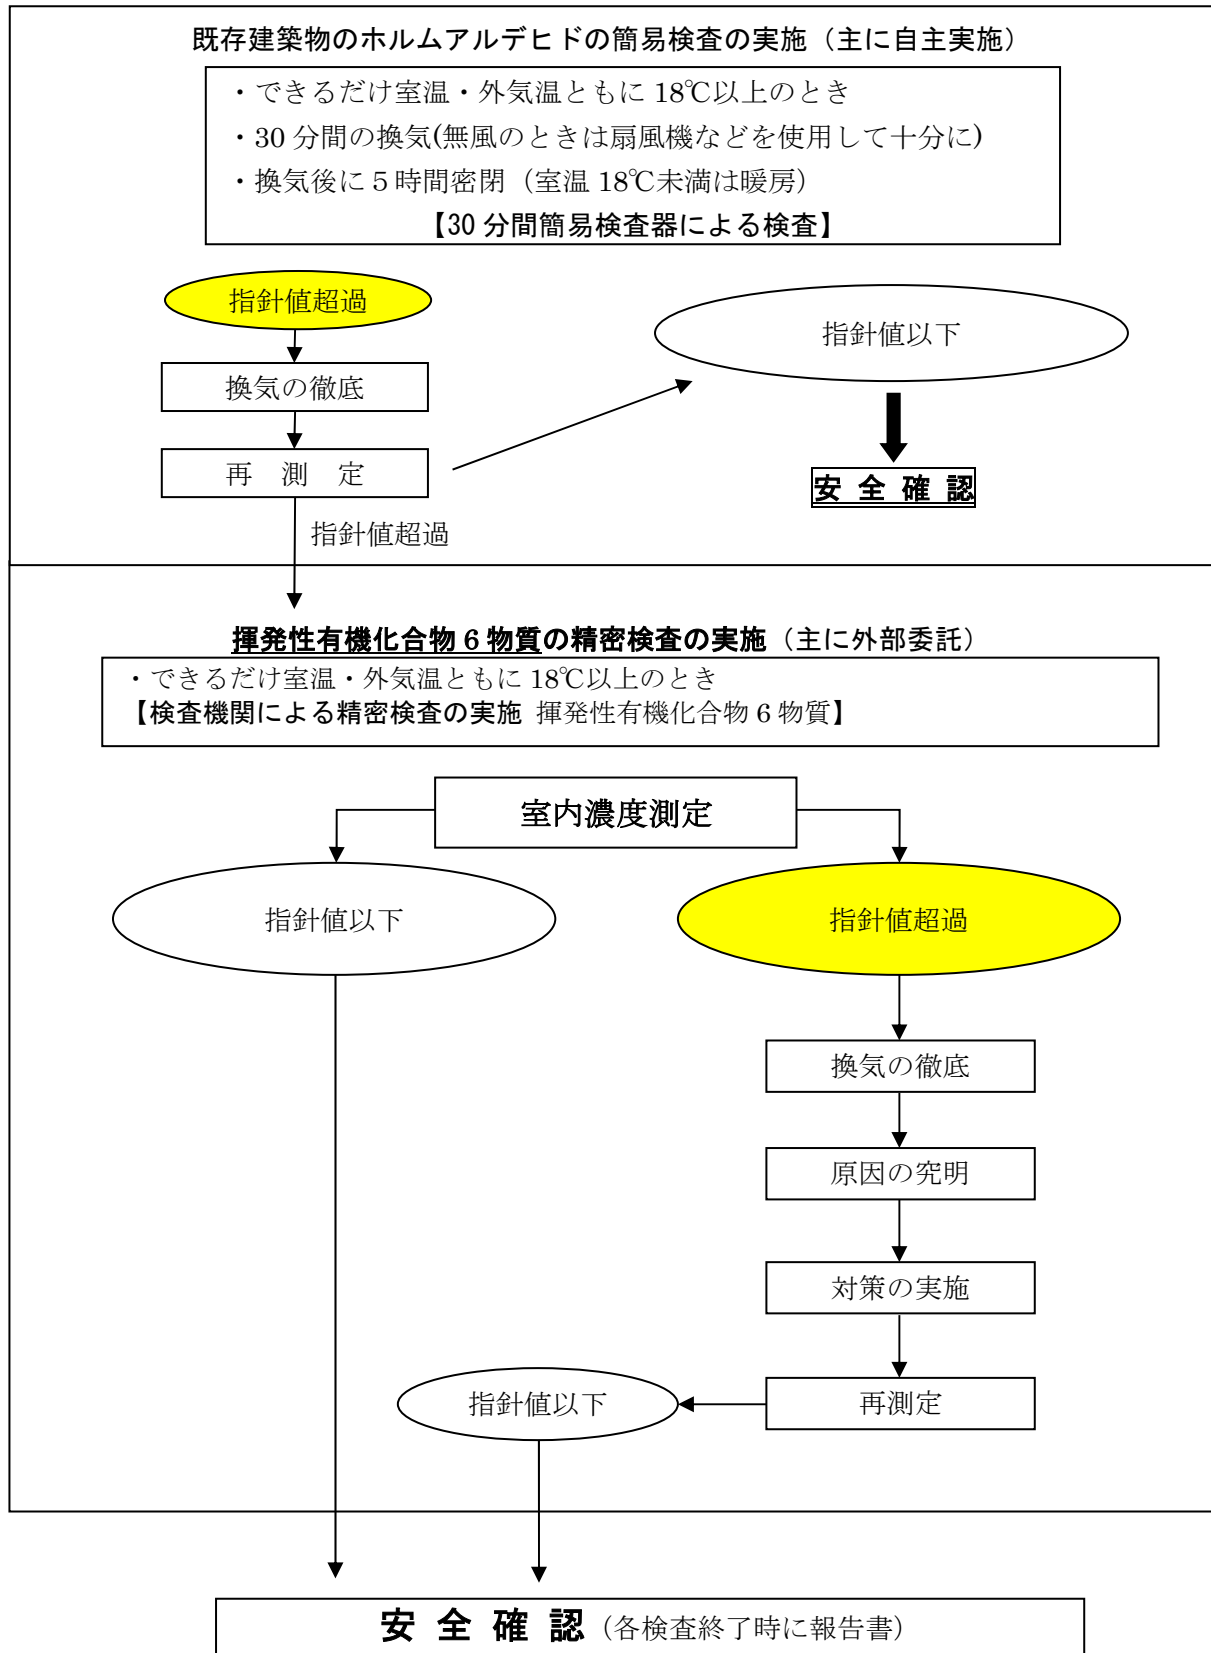 既存建築物のホルムアルデヒドの簡易検査の実施（主に自主実施）
・できるだけ室温・外気温ともに 18℃以上のとき
・30 分間の換気(無風のときは扇風機などを使用して十分に)
・換気後に５時間密閉（室温 18℃未満は暖房）
【30 分間簡易検査器による検査】
指針値超過
指針値以下
換気の徹底
再　測　定
安 全 確 認
指針値超過
揮発性有機化合物 6 物質の精密検査の実施（主に外部委託）
・できるだけ室温・外気温ともに 18℃以上のとき
【検査機関による精密検査の実施 揮発性有機化合物 6 物質】
室内濃度測定
指針値以下
指針値超過
換気の徹底
原因の究明
対策の実施
指針値以下
再測定
安 全 確 認（各検査終了時に報告書）